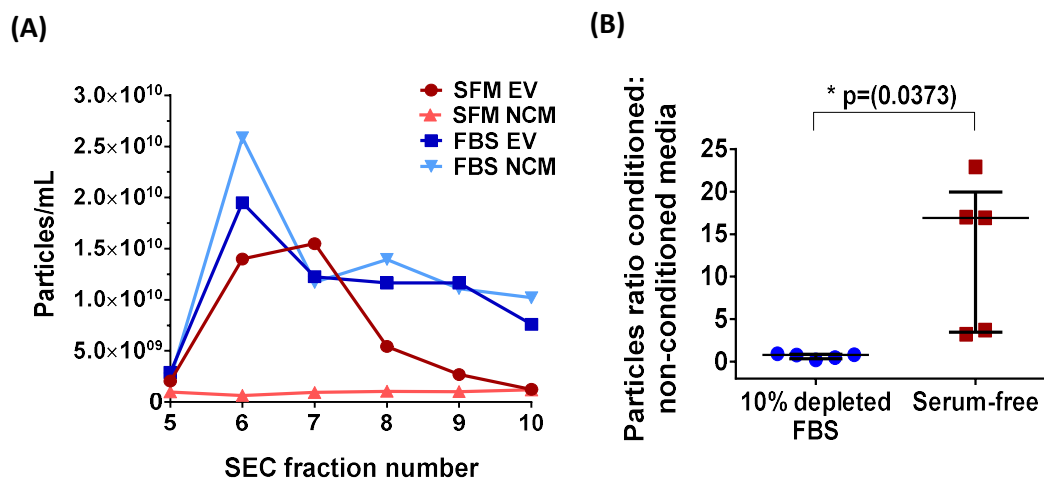 (A)
SFM EV
SFM NCM
FBS EV
FBS NCM
3.0×10¹⁰
2.5×10¹⁰
2.0×10¹⁰
1.5×10¹⁰
1.0×10¹⁰
5.0×10⁰⁹
0
Particles/mL
5 6 7 8 9 10
SEC fraction number
(B)
* p=(0.0373)
Particles ratio conditioned:
non-conditioned media
25
20
15
10
5
0
10% depleted
FBS
Serum-free